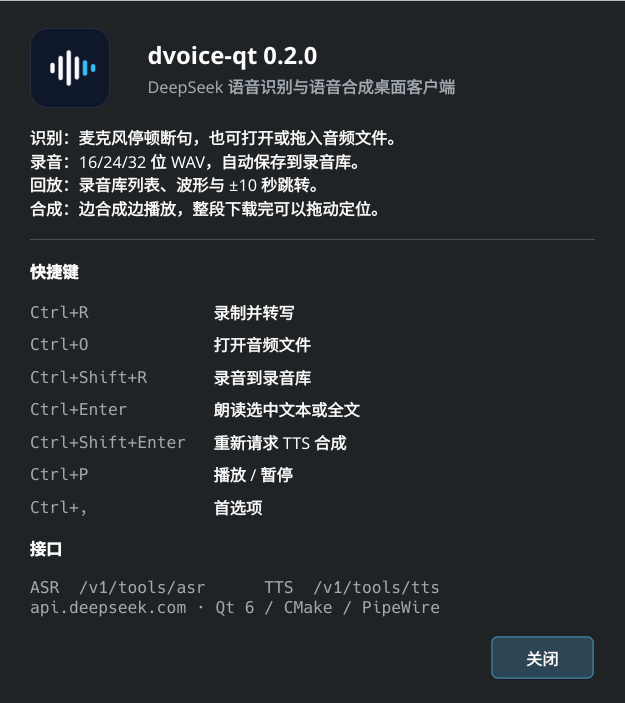 dvoice-qt 0.2.0
DeepSeek 语音识别与语音合成桌面客户端
识别：麦克风停顿断句，也可打开或拖入音频文件。
录音：16/24/32 位 WAV，自动保存到录音库。
回放：录音库列表、波形与 ±10 秒跳转。
合成：边合成边播放，整段下载完可以拖动定位。
快捷键
Ctrl+R 录制并转写
Ctrl+O 打开音频文件
Ctrl+Shift+R 录音到录音库
Ctrl+Enter 朗读选中文本或全文
Ctrl+Shift+Enter 重新请求 TTS 合成
Ctrl+P 播放 / 暂停
Ctrl+, 首选项
接口
ASR /v1/tools/asr TTS /v1/tools/tts
api.deepseek.com · Qt 6 / CMake / PipeWire
关闭